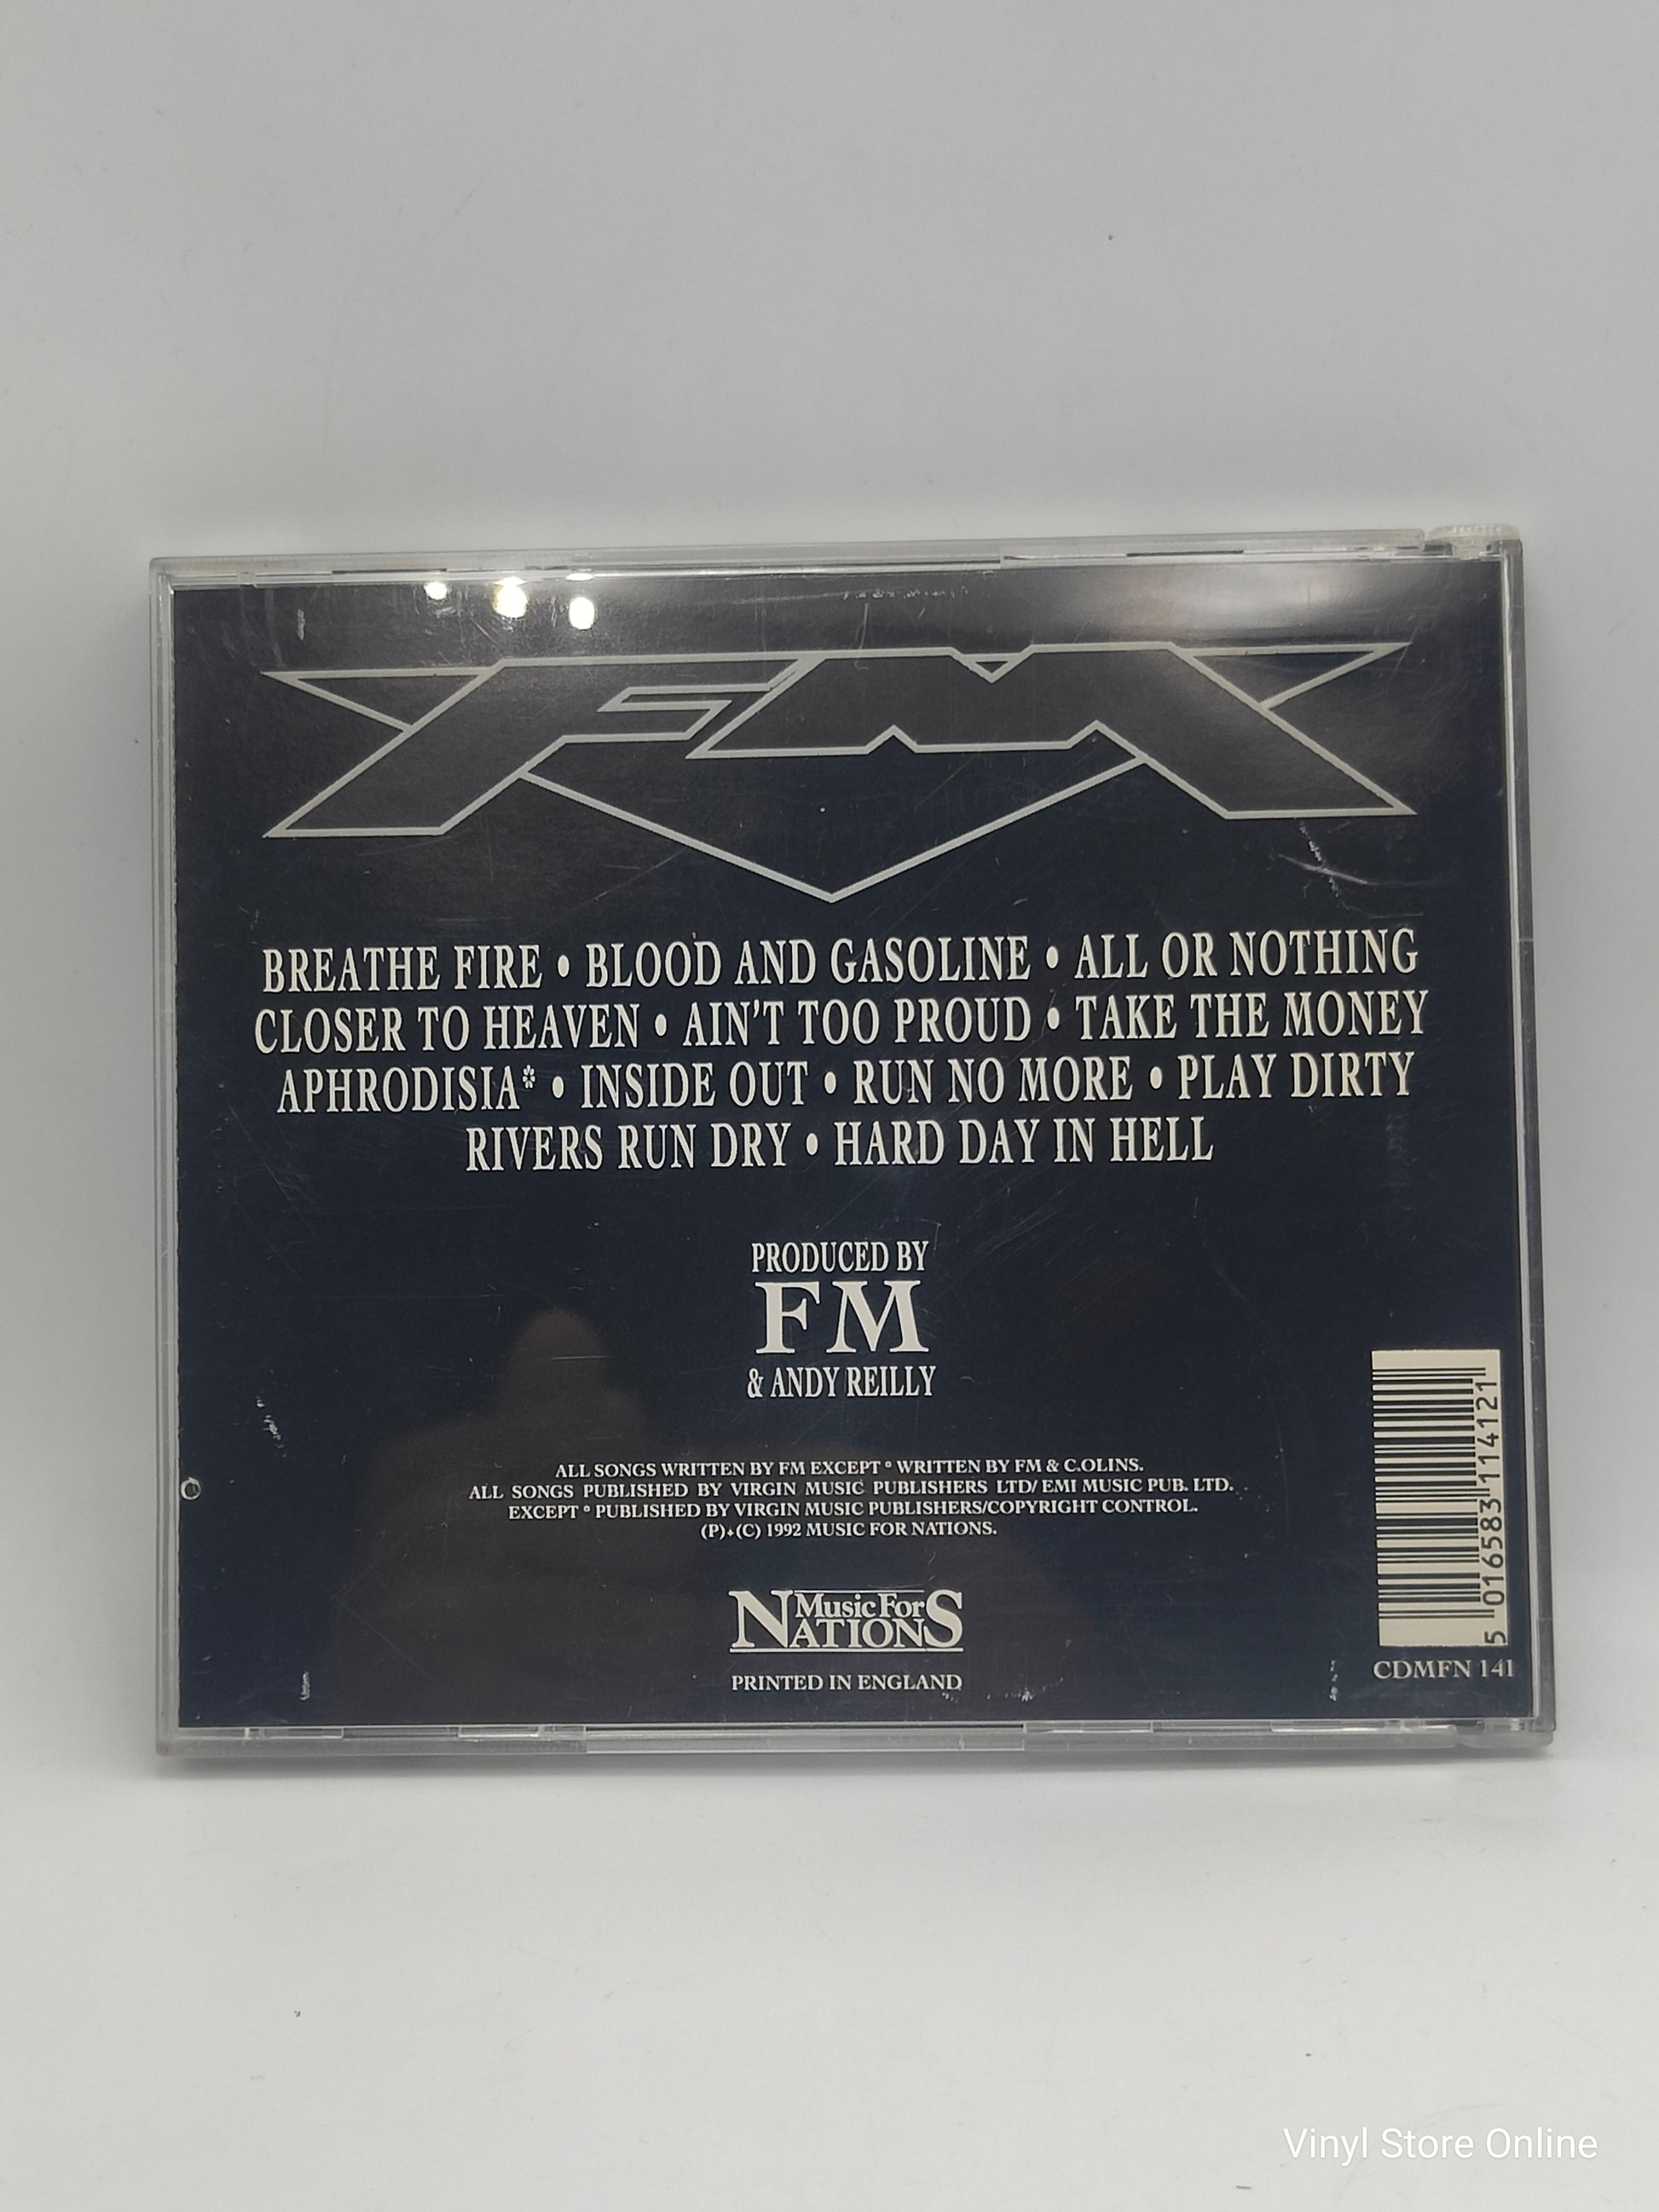 FM
BREATHE FIRE • BLOOD AND GASOLINE • ALL OR NOTHING
CLOSER TO HEAVEN • AIN'T TOO PROUD • TAKE THE MONEY
APHRODISIA* • INSIDE OUT • RUN NO MORE • PLAY DIRTY
RIVERS RUN DRY • HARD DAY IN HELL
PRODUCED BY
FM
& ANDY REILLY
ALL SONGS WRITTEN BY FM EXCEPT * WRITTEN BY FM & C.OLINS.
ALL SONGS PUBLISHED BY VIRGIN MUSIC PUBLISHERS LTD/ EMI MUSIC PUB. LTD.
EXCEPT * PUBLISHED BY VIRGIN MUSIC PUBLISHERS/COPYRIGHT CONTROL.
(P)+(C) 1992 MUSIC FOR NATIONS.
Music For
NATIONS
PRINTED IN ENGLAND
5 016583 114121
CDMFN 141
Vinyl Store Online